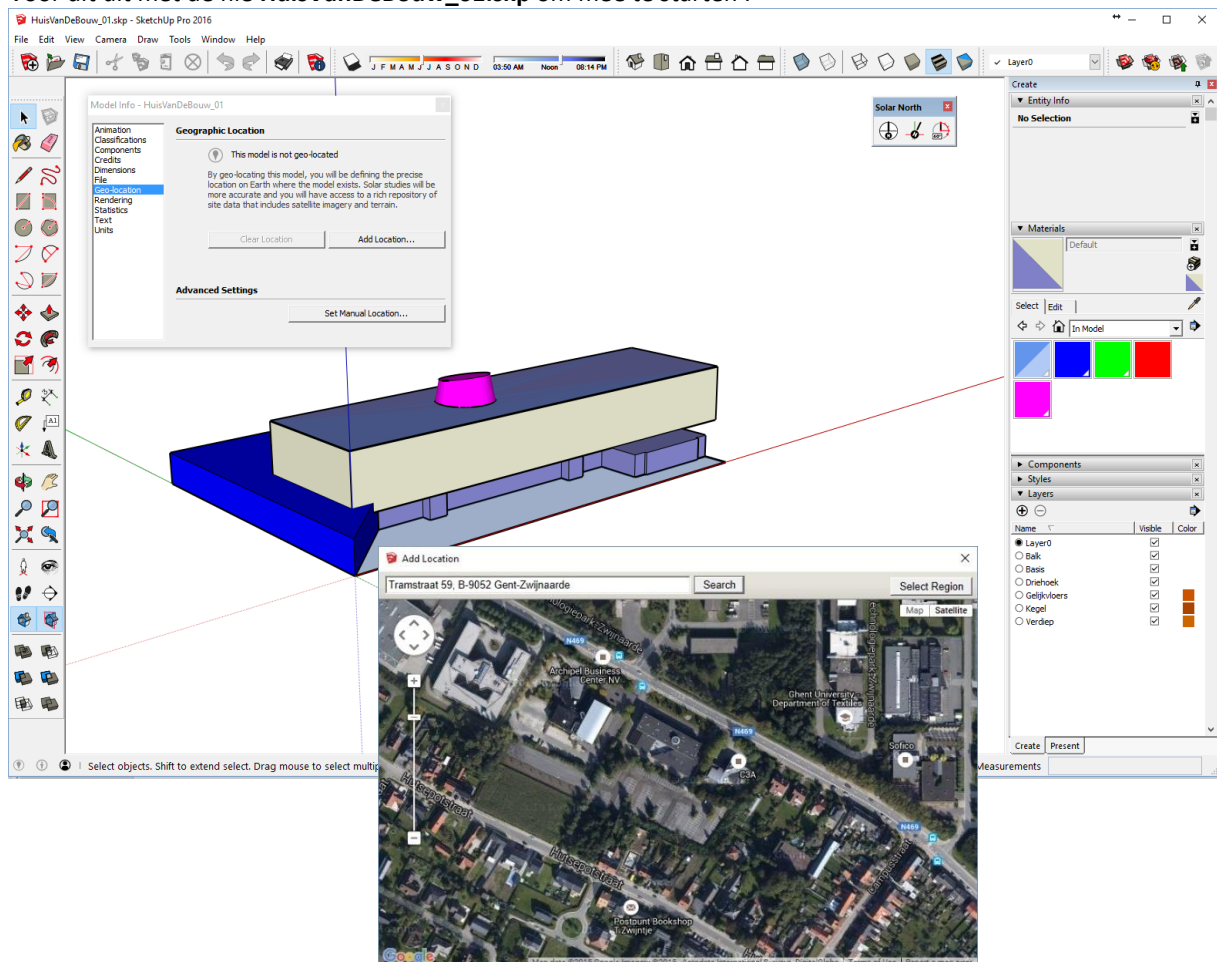 HuisVanDeBouw_01.skp - SketchUp Pro 2016
File Edit View Camera Draw Tools Window Help
J F M A M J J A S O N D 03:50 AM Noon 08:14 PM
Layer0
Model Info - HuisVanDeBouw_01
Animation
Classifications
Components
Credits
Dimensions
File
Geo-location
Rendering
Statistics
Text
Units
Geographic Location
This model is not geo-located
By geo-locating this model, you will be defining the precise
location on Earth where the model exists. Solar studies will be
more accurate and you will have access to a rich repository of
site data that includes satellite imagery and terrain.
Clear Location Add Location...
Advanced Settings
Set Manual Location...
Solar North
Create
Entity Info
No Selection
Materials
Default
Select Edit
In Model
Components
Styles
Layers
Name Visible Color
Layer0
Balk
Basis
Driehoek
Gelijkvloers
Kegel
Verdiep
Create Present
Measurements
Select objects. Shift to extend select. Drag mouse to select multip
Add Location
Tramstraat 59, B-9052 Gent-Zwijnaarde Search Select Region
Map Satellite
N469
Archipel Business
Center NV
Ghent University
Department of Textiles
N469
Sofico
C3A
Hutsepotstraat
N469
Hutsepotstraat
Campusstraat
Postpunt Bookshop
T Zwijntje
Google